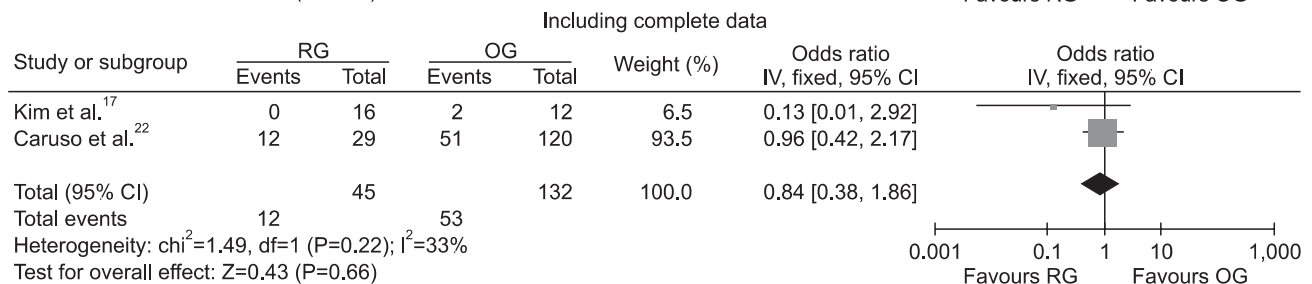 Favours RG Favours OG
Including complete data
Study or subgroup RG OG Weight (%) Odds ratio Odds ratio
Events Total Events Total IV, fixed, 95% CI IV, fixed, 95% CI
Kim et al.17 0 16 2 12 6.5 0.13 [0.01, 2.92]
Caruso et al.22 12 29 51 120 93.5 0.96 [0.42, 2.17]
Total (95% CI) 45 132 100.0 0.84 [0.38, 1.86]
Total events 12 53
Heterogeneity: chi2=1.49, df=1 (P=0.22); I2=33%
Test for overall effect: Z=0.43 (P=0.66)
0.001 0.1 1 10 1,000
Favours RG Favours OG